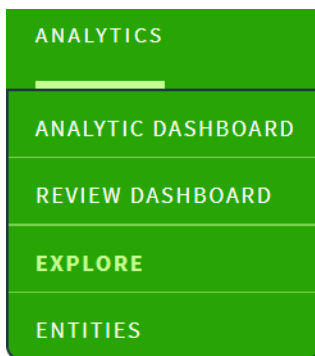 ANALYTICS
ANALYTIC DASHBOARD
REVIEW DASHBOARD
EXPLORE
ENTITIES